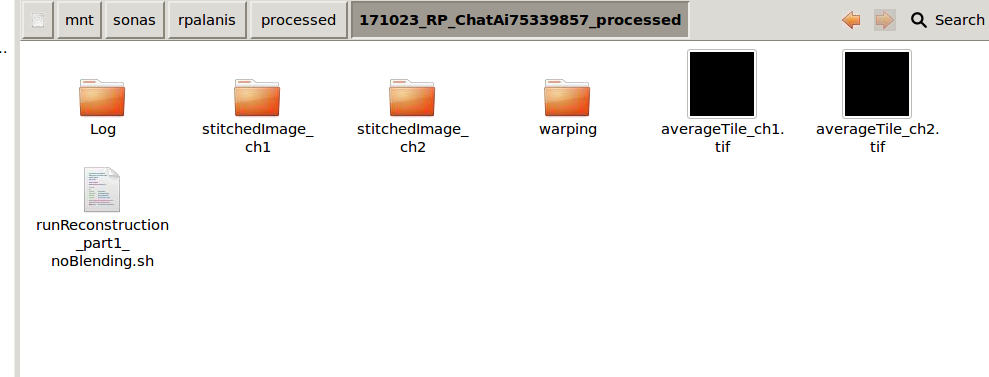 mnt sonas rpalanis processed 171023_RP_ChatAi75339857_processed Search
..
Log
stitchedImage_
ch1
stitchedImage_
ch2
warping
averageTile_ch1.
tif
averageTile_ch2.
tif
runReconstruction
_part1_
noBlending.sh